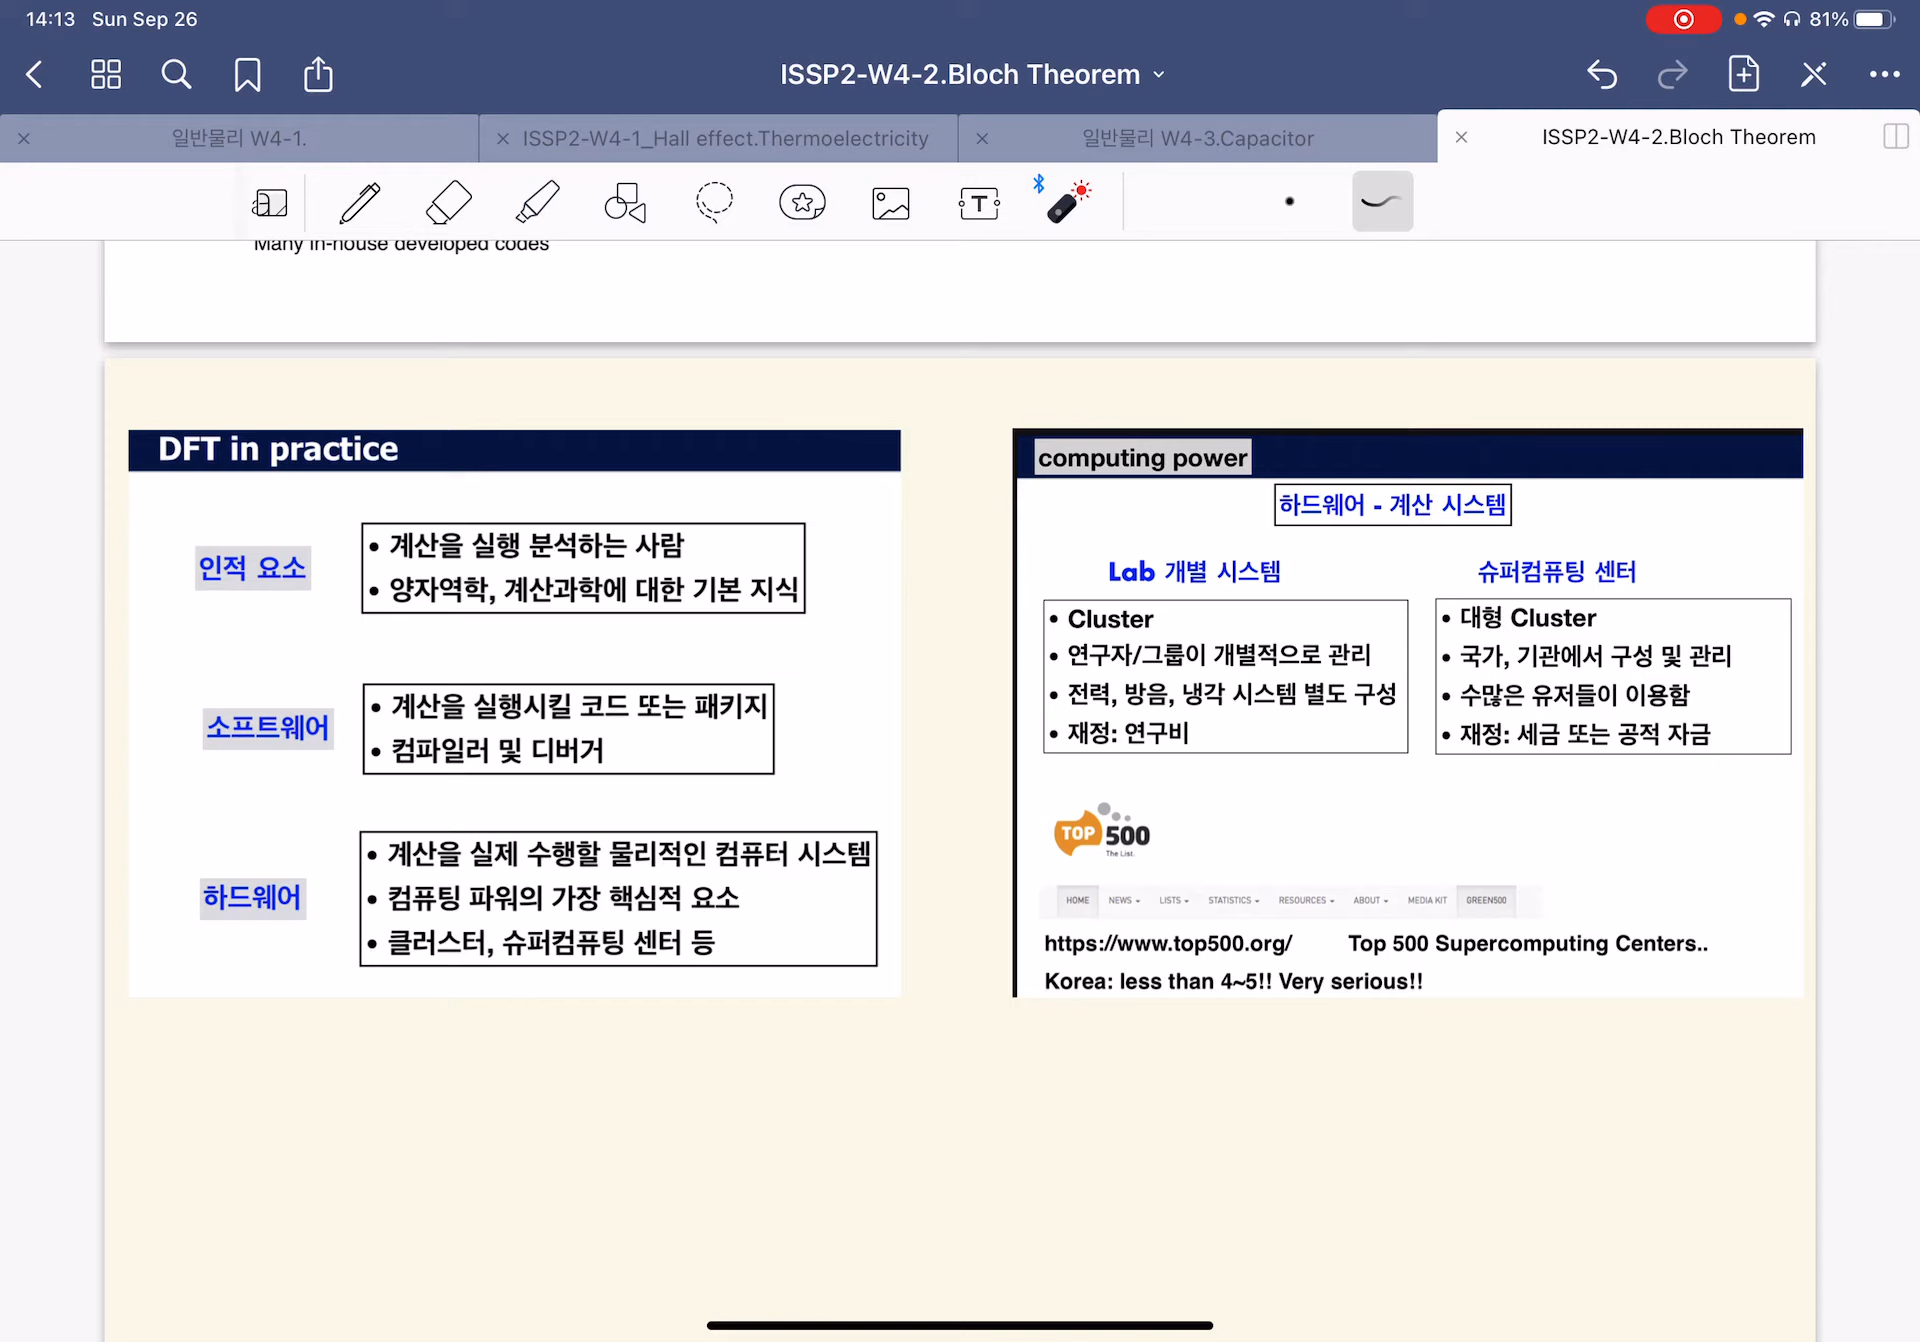 14:13 Sun Sep 26
81%
ISSP2-W4-2.Bloch Theorem
일반물리 W4-1.
ISSP2-W4-1_Hall effect.Thermoelectricity
일반물리 W4-3.Capacitor
ISSP2-W4-2.Bloch Theorem
T
Many in-house developed codes
DFT in practice
인적 요소
• 계산을 실행 분석하는 사람
• 양자역학, 계산과학에 대한 기본 지식
소프트웨어
• 계산을 실행시킬 코드 또는 패키지
• 컴파일러 및 디버거
하드웨어
• 계산을 실제 수행할 물리적인 컴퓨터 시스템
• 컴퓨팅 파워의 가장 핵심적 요소
• 클러스터, 슈퍼컴퓨팅 센터 등
computing power
하드웨어 - 계산 시스템
Lab 개별 시스템
• Cluster
• 연구자/그룹이 개별적으로 관리
• 전력, 방음, 냉각 시스템 별도 구성
• 재정: 연구비
슈퍼컴퓨팅 센터
• 대형 Cluster
• 국가, 기관에서 구성 및 관리
• 수많은 유저들이 이용함
• 재정: 세금 또는 공적 자금
TOP 500
The List.
HOME NEWS LISTS STATISTICS RESOURCES ABOUT MEDIA KIT GREEN500
https://www.top500.org/ Top 500 Supercomputing Centers..
Korea: less than 4~5!! Very serious!!